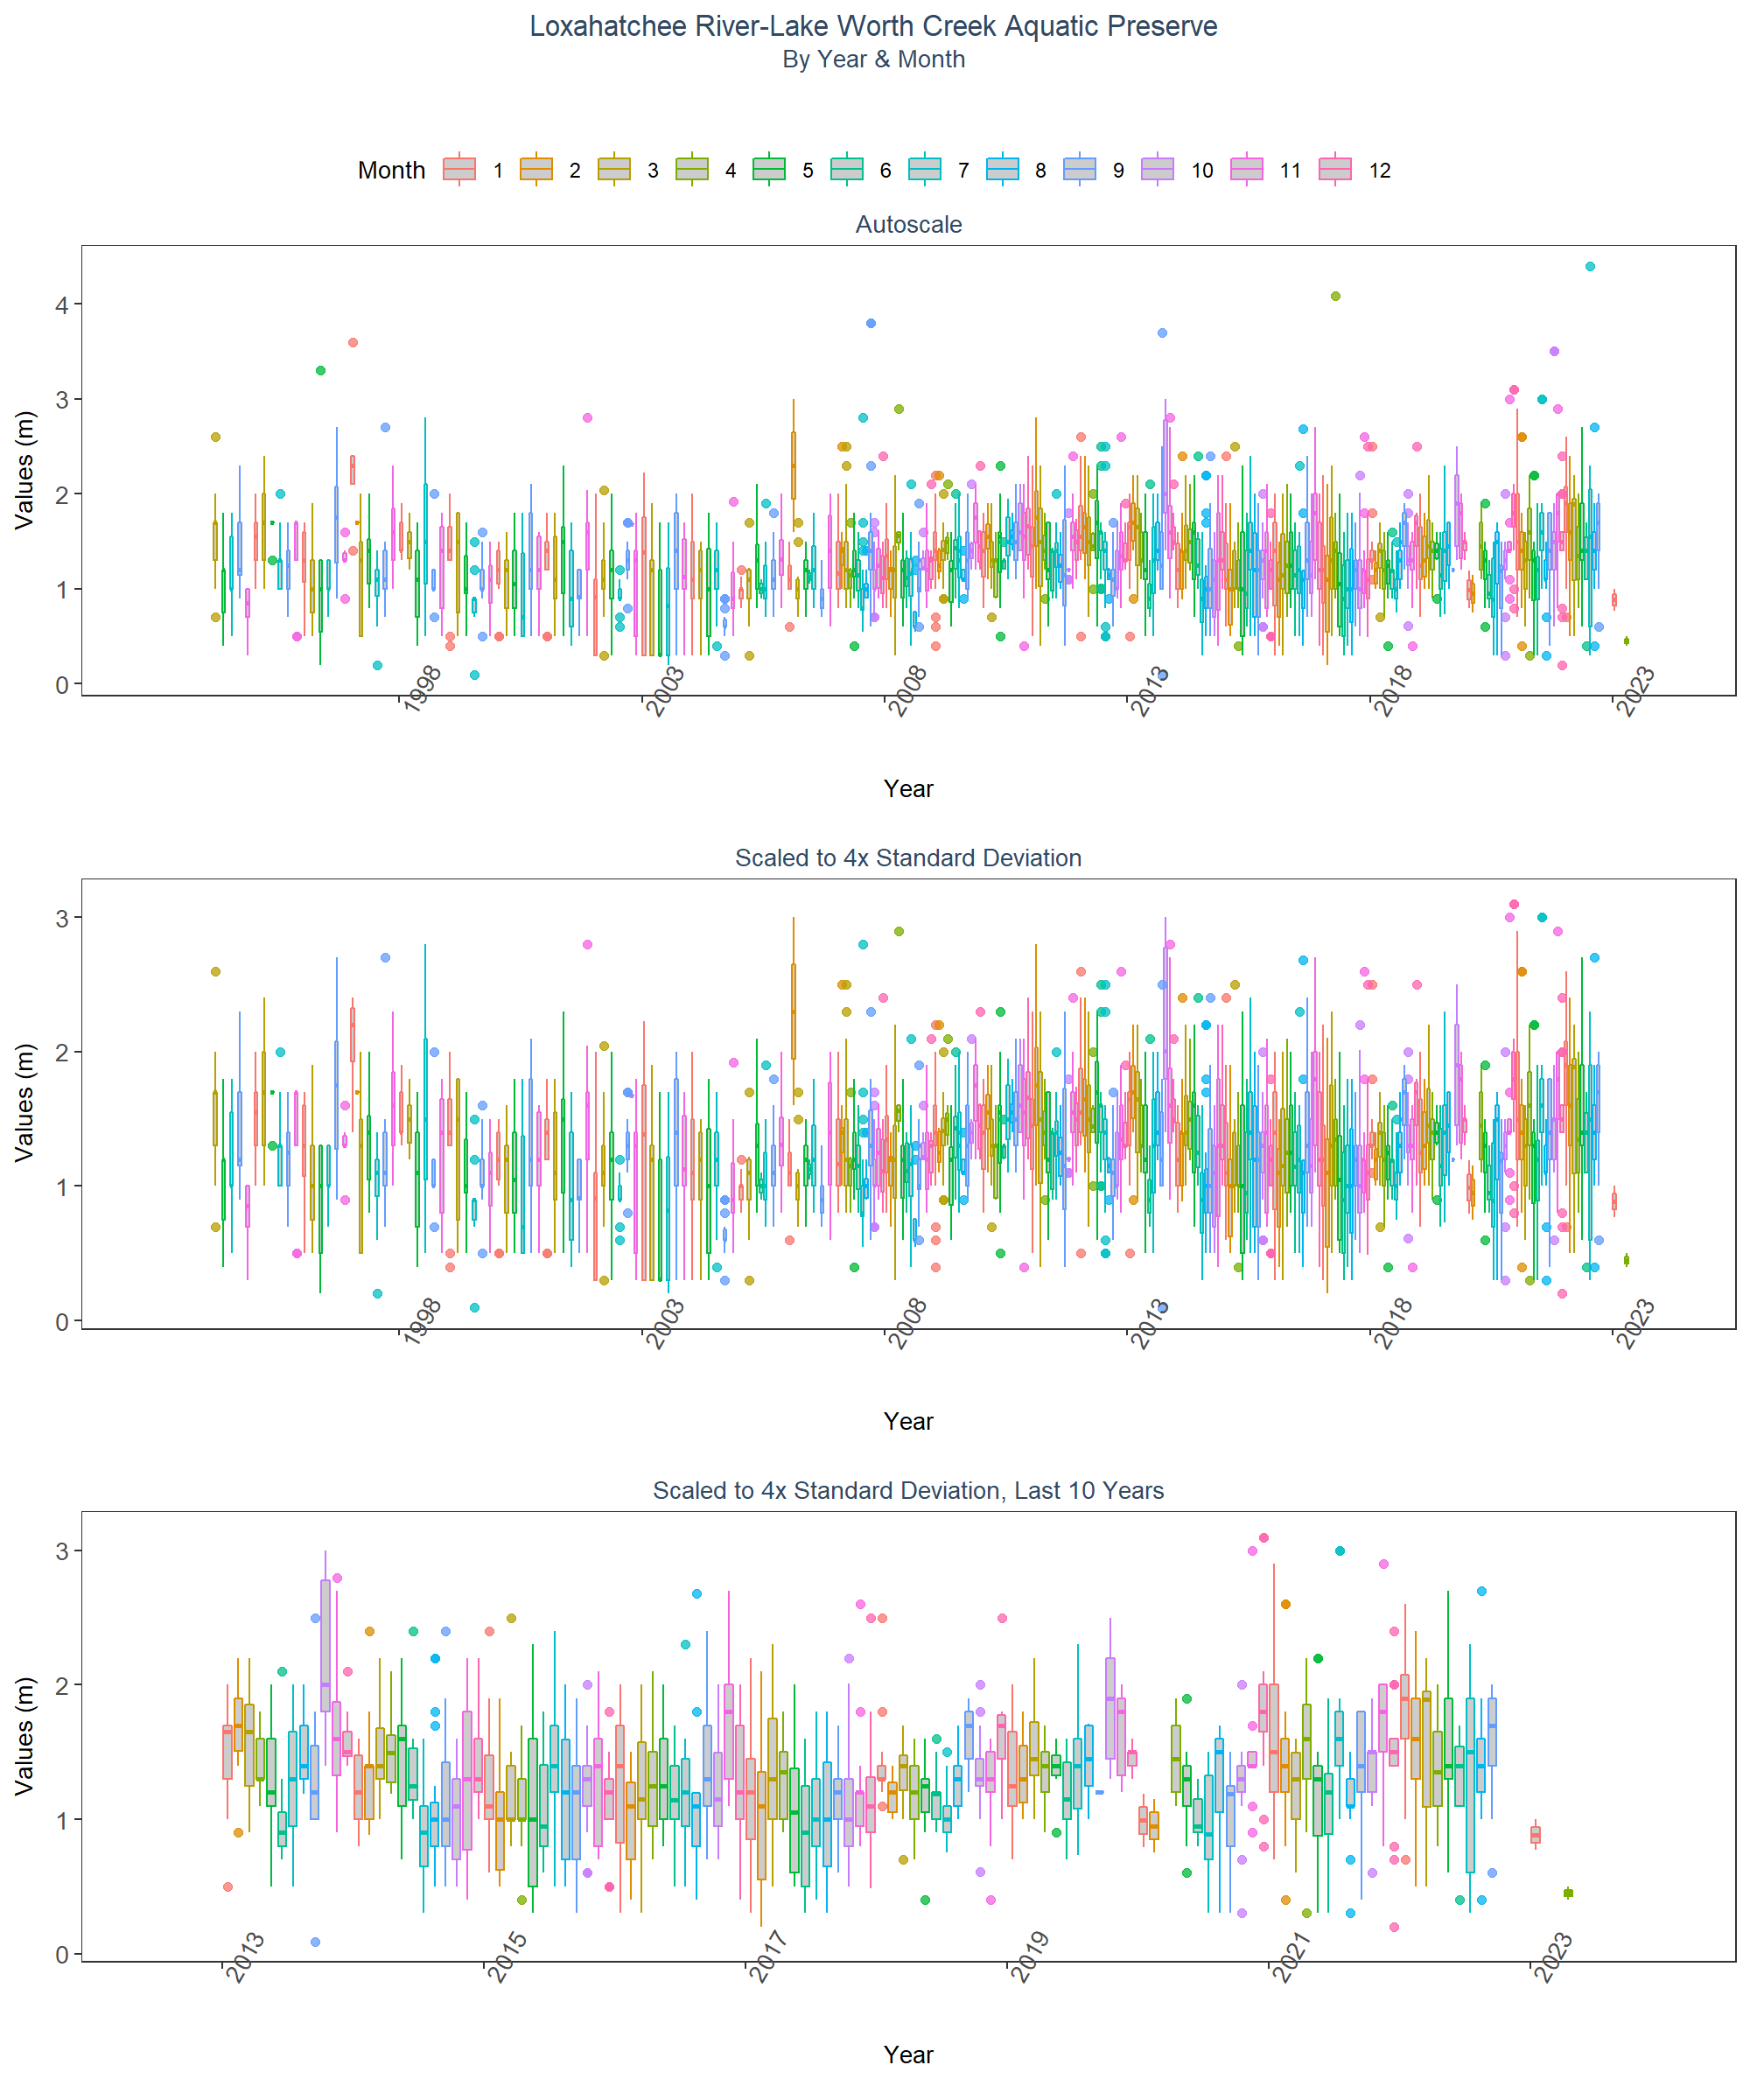 Loxahatchee River-Lake Worth Creek Aquatic Preserve
By Year & Month
Month 1 2 3 4 5 6 7 8 9 10 11 12
Autoscale
Values (m)
4
3
2
1
0
1998 2003 2008 2013 2018 2023
Year
Scaled to 4x Standard Deviation
Values (m)
3
2
1
0
1998 2003 2008 2013 2018 2023
Year
Scaled to 4x Standard Deviation, Last 10 Years
Values (m)
3
2
1
0
2013 2015 2017 2019 2021 2023
Year